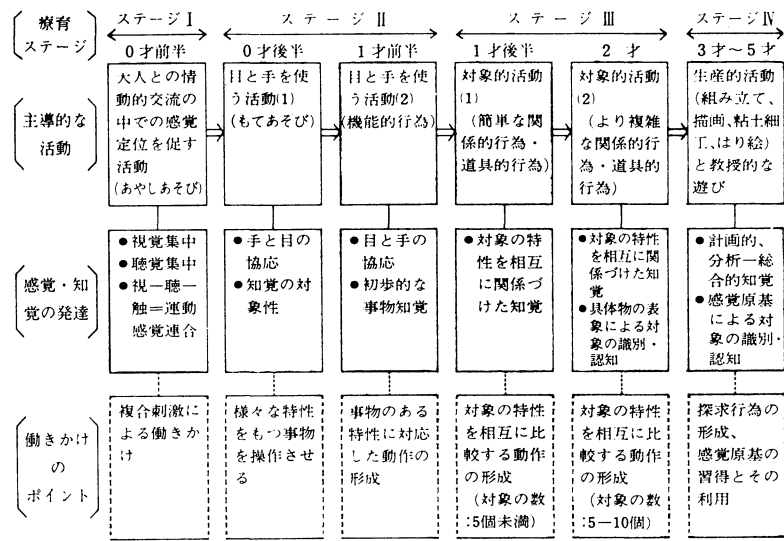 療育
ステージ
ステージⅠ
ステージⅡ
ステージⅢ
ステージⅣ
0才前半
0才後半
1才前半
1才後半
2才
3才～5才
主導的な
活動
大人との情
動的交流の
中での感覚
定位を促す
活動
(あやしあそび)
目と手を使
う活動(1)
(もてあそび)
目と手を使
う活動(2)
(機能的行為)
対象的活動
(1)
(簡単な関
係的行為・
道具的行為)
対象的活動
(2)
(より複雑
な関係的行
為・道具的
行為)
生産的活動
(組み立て、
描画、粘土細
工、はり絵)
と教授的な
遊び
感覚・知
覚の発達
●視覚集中
●聴覚集中
●視－聴－
触＝運動
感覚連合
●手と目の
協応
●知覚の対
象性
●目と手の
協応
●初歩的な
事物知覚
●対象の特
性を相互
に関係づ
けた知覚
●対象の特性
を相互に関
係づけた知
覚
●具体物の表
象による対
象の識別・
認知
●計画的、
分析－総
合的知覚
●感覚原基
による対
象の識別・
認知
働きかけ
の
ポイント
複合刺激に
よる働きか
け
様々な特性
をもつ事物
を操作させ
る
事物のある
特性に対応
した動作の
形成
対象の特性
を相互に比
較する動作
の形成
(対象の数
:5個未満)
対象の特性
を相互に比
較する動作
の形成
(対象の数
:5－10個)
探求行為の
形成、
感覚原基の
習得とその
利用